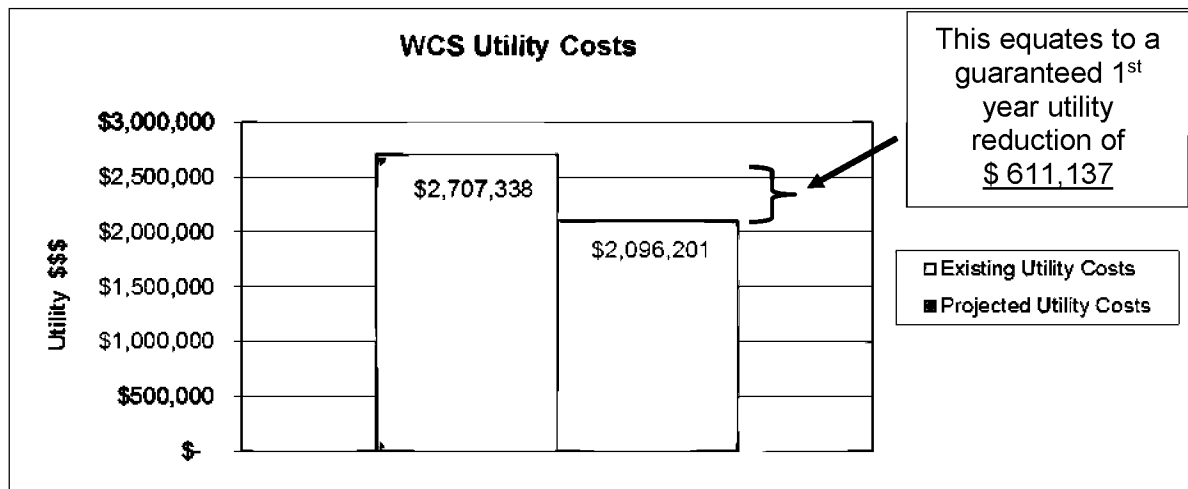 WCS Utility Costs
This equates to a
guaranteed 1st
year utility
reduction of
$ 611,137
Utility $$$
$3,000,000
$2,500,000
$2,000,000
$1,500,000
$1,000,000
$500,000
$-
$2,707,338
$2,096,201
Existing Utility Costs
Projected Utility Costs